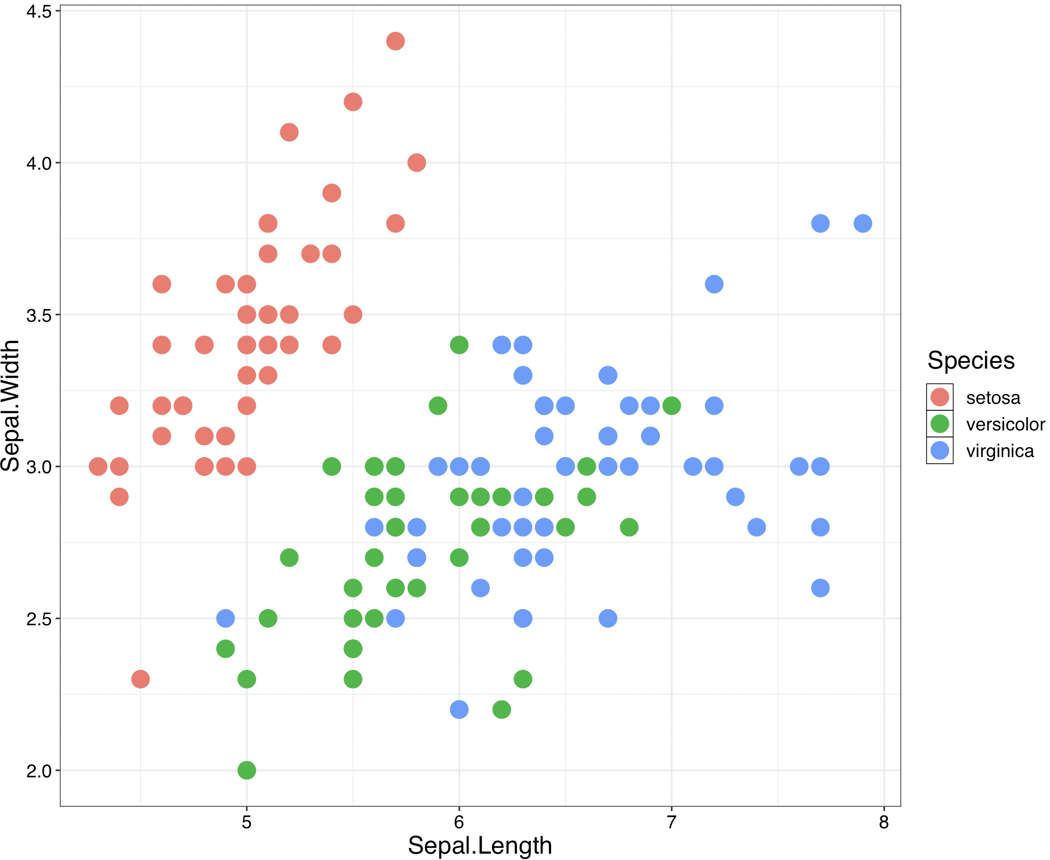 4.5
4.0
3.5
3.0
2.5
2.0
Sepal.Width
5 6 7 8
Sepal.Length
Species
setosa
versicolor
virginica